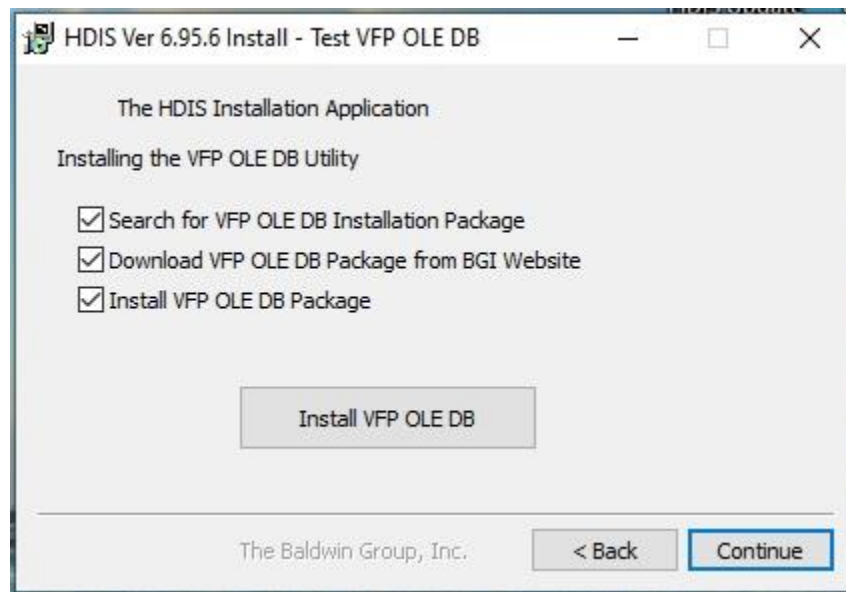 HDIS Ver 6.95.6 Install - Test VFP OLE DB
The HDIS Installation Application
Installing the VFP OLE DB Utility
Search for VFP OLE DB Installation Package
Download VFP OLE DB Package from BGI Website
Install VFP OLE DB Package
Install VFP OLE DB
The Baldwin Group, Inc.
< Back
Continue